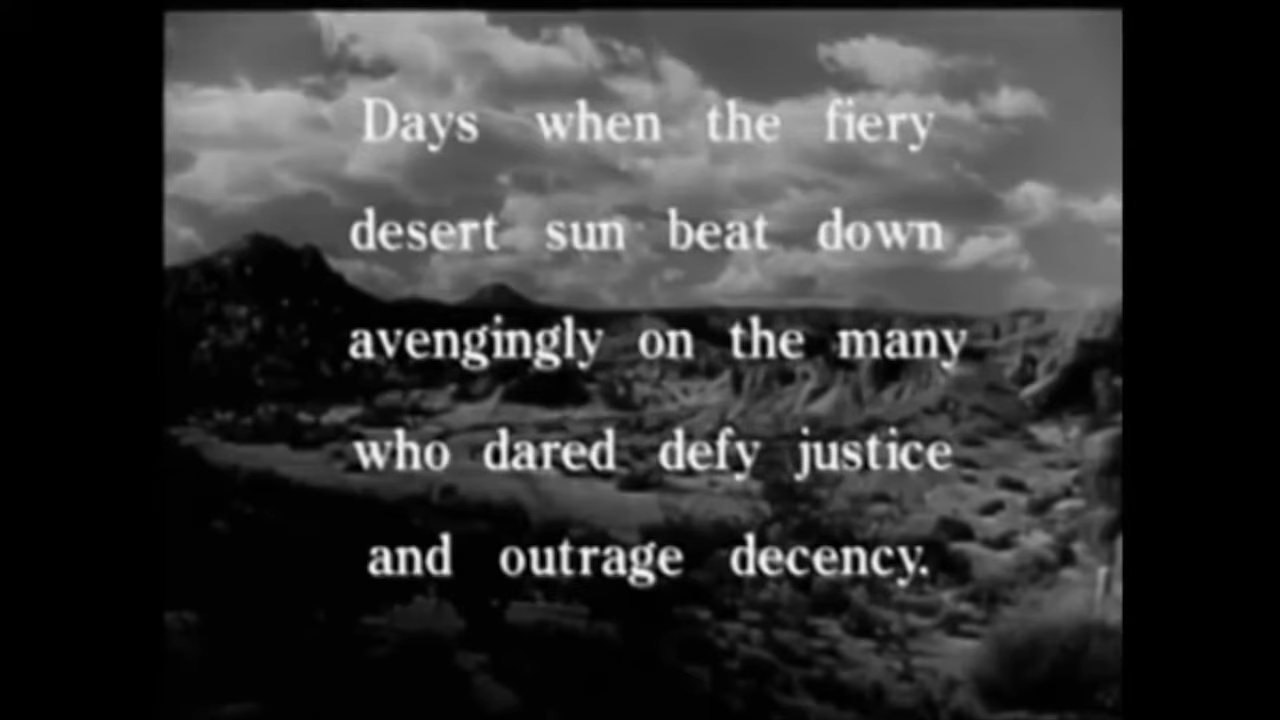 Days when the fiery
desert sun beat down
avengingly on the many
who dared defy justice
and outrage decency.